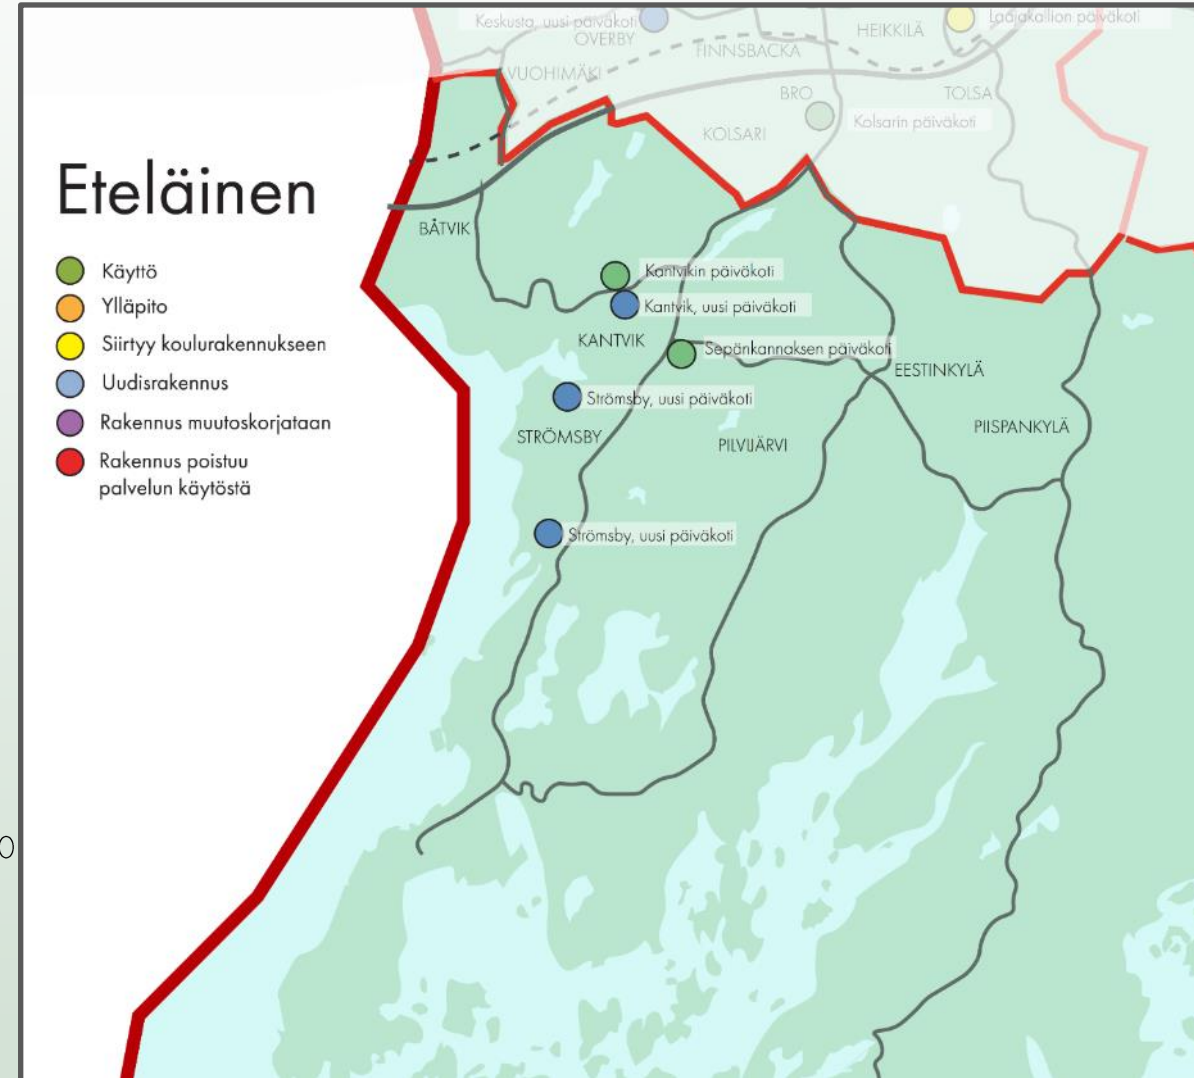 Keskusta, uusi päiväkoti
Laajakallion päiväkoti
OVERBY
HEIKKILÄ
FINNSBACKA
VUOHIMÄKI
BRO
TOLSA
Kolsarin päiväkoti
KOLSARI
Eteläinen
BÅTVIK
Käyttö
Ylläpito
Siirtyy koulurakennukseen
Uudisrakennus
Rakennus muutoskorjataan
Rakennus poistuu
palvelun käytöstä
Kantvikin päiväkoti
Kantvik, uusi päiväkoti
KANTVIK
Sepänkannaksen päiväkoti
EESTINKYLÄ
Strömsby, uusi päiväkoti
STRÖMSBY
PILVIJÄRVI
PIISPANKYLÄ
Strömsby, uusi päiväkoti
0